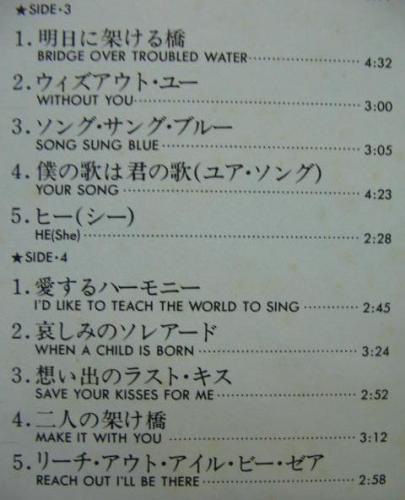 ★SIDE・3
1.明日に架ける橋
BRIDGE OVER TROUBLED WATER 4:32
2.ウィズアウト・ユー
WITHOUT YOU 3:00
3.ソング・サング・ブルー
SONG SUNG BLUE 3:05
4.僕の歌は君の歌(ユア・ソング)
YOUR SONG 4:23
5.ヒー(シー)
HE(She) 2:28
★SIDE・4
1.愛するハーモニー
I'D LIKE TO TEACH THE WORLD TO SING 2:45
2.哀しみのソレアード
WHEN A CHILD IS BORN 3:24
3.想い出のラスト・キス
SAVE YOUR KISSES FOR ME 2:52
4.二人の架け橋
MAKE IT WITH YOU 3:12
5.リーチ・アウト・アイル・ビー・ゼア
REACH OUT I'LL BE THERE 2:58